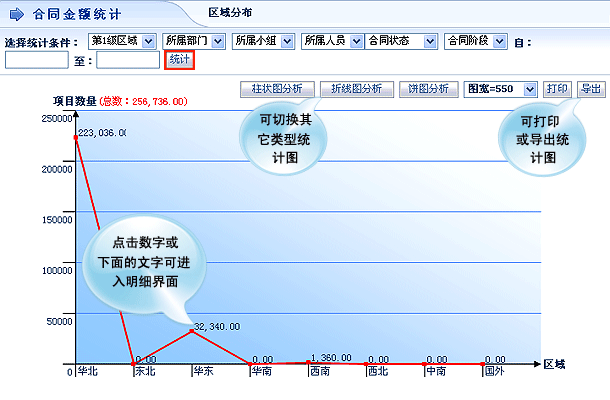 合同金额统计 区域分布
选择统计条件： 第1级区域 所属部门 所属小组 所属人员 合同状态 合同阶段 自：
至： 统计
柱状图分析 折线图分析 饼图分析 图宽=550 打印 导出
项目数量(总数：256,736.00)
可切换其
它类型统
计图
可打印
或导出统
计图
250000
223,036.00
200000
150000
点击数字或
下面的文字可进
入明细界面
100000
50000
32,340.00
0.00 0.00 1,360.00 0.00 0.00 0.00
区域
0 华北 东北 华东 华南 西南 西北 中南 国外